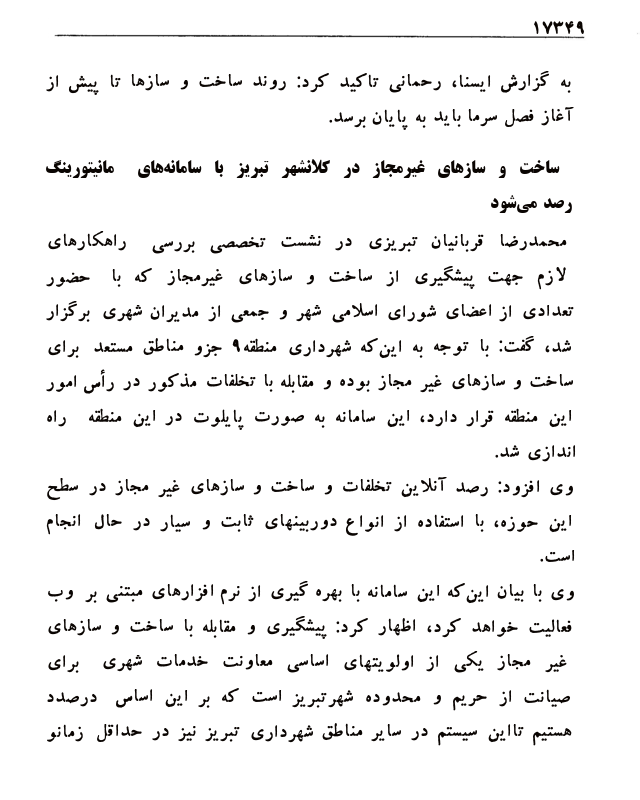 ۱۷۳۴۹
به گزارش ایسنا، رحمانی تاکید کرد: روند ساخت و سازها تا پیش از
آغاز فصل سرما باید به پایان برسد.
ساخت و سازهای غیرمجاز در کلانشهر تبریز با سامانه‌های مانیتورینگ
رصد می‌شود
محمدرضا قربانیان تبریزی در نشست تخصصی بررسی راهکارهای
لازم جهت پیشگیری از ساخت و سازهای غیرمجاز که با حضور
تعدادی از اعضای شورای اسلامی شهر و جمعی از مدیران شهری برگزار
شد، گفت: با توجه به این‌که شهرداری منطقه۹ جزو مناطق مستعد برای
ساخت و سازهای غیر مجاز بوده و مقابله با تخلفات مذکور در رأس امور
این منطقه قرار دارد، این سامانه به صورت پایلوت در این منطقه راه
اندازی شد.
وی افزود: رصد آنلاین تخلفات و ساخت و سازهای غیر مجاز در سطح
این حوزه، با استفاده از انواع دوربینهای ثابت و سیار در حال انجام
است.
وی با بیان این‌که این سامانه با بهره گیری از نرم افزارهای مبتنی بر وب
فعالیت خواهد کرد، اظهار کرد: پیشگیری و مقابله با ساخت و سازهای
غیر مجاز یکی از اولویتهای اساسی معاونت خدمات شهری برای
صیانت از حریم و محدوده شهرتبریز است که بر این اساس درصدد
هستیم تااین سیستم در سایر مناطق شهرداری تبریز نیز در حداقل زمانو